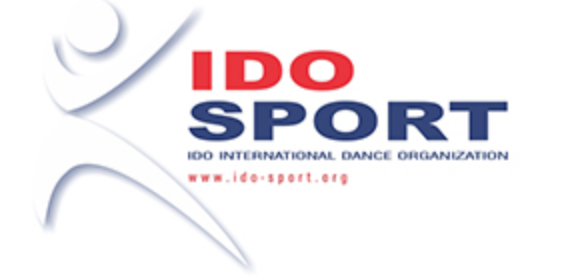 IDO
SPORT
IDO INTERNATIONAL DANCE ORGANIZATION
www.ido-sport.org